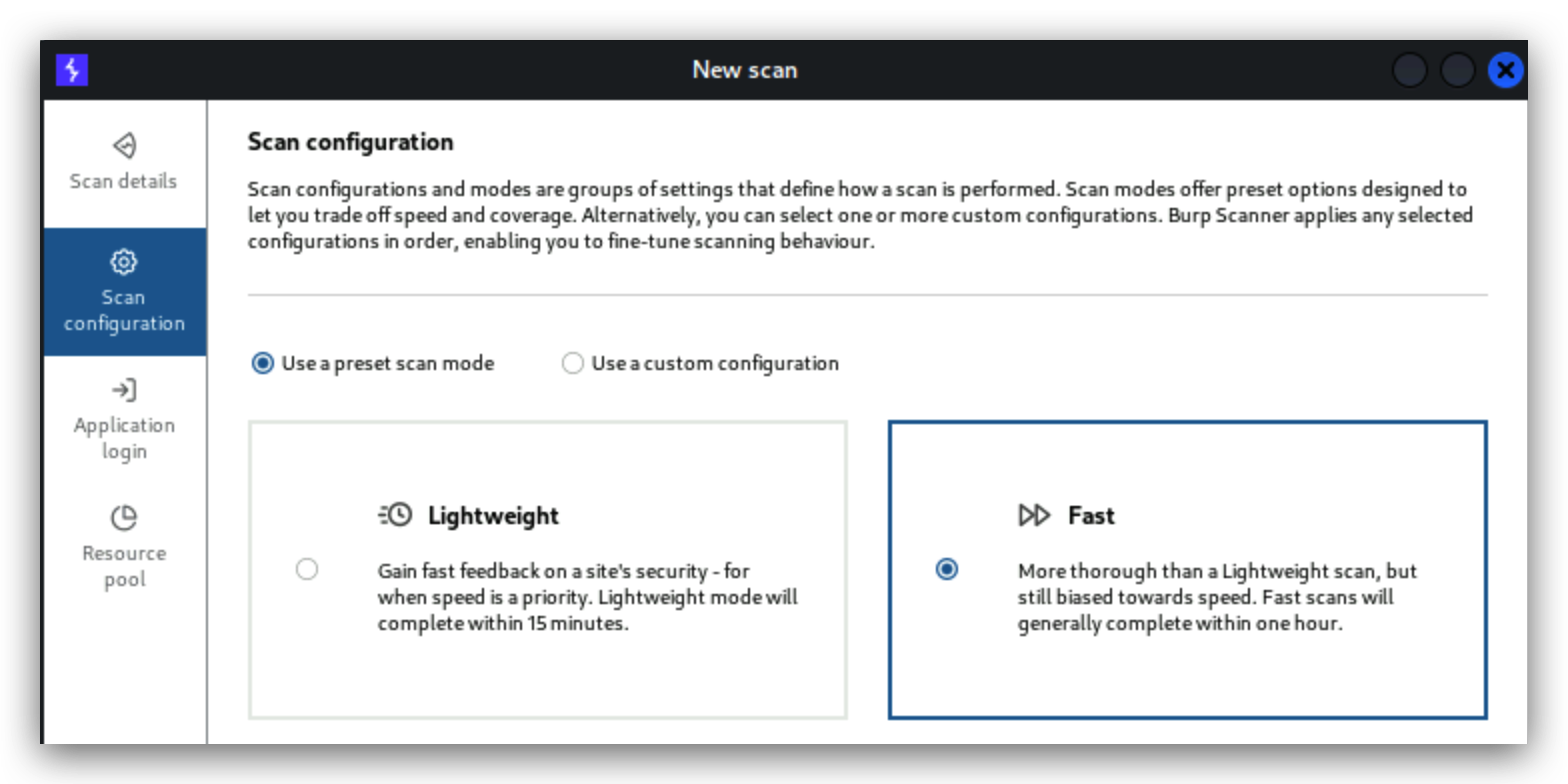 New scan
Scan details
Scan
configuration
Application
login
Resource
pool
Scan configuration
Scan configurations and modes are groups of settings that define how a scan is performed. Scan modes offer preset options designed to
let you trade off speed and coverage. Alternatively, you can select one or more custom configurations. Burp Scanner applies any selected
configurations in order, enabling you to fine-tune scanning behaviour.
Use a preset scan mode
Use a custom configuration
Lightweight
Gain fast feedback on a site's security - for
when speed is a priority. Lightweight mode will
complete within 15 minutes.
Fast
More thorough than a Lightweight scan, but
still biased towards speed. Fast scans will
generally complete within one hour.